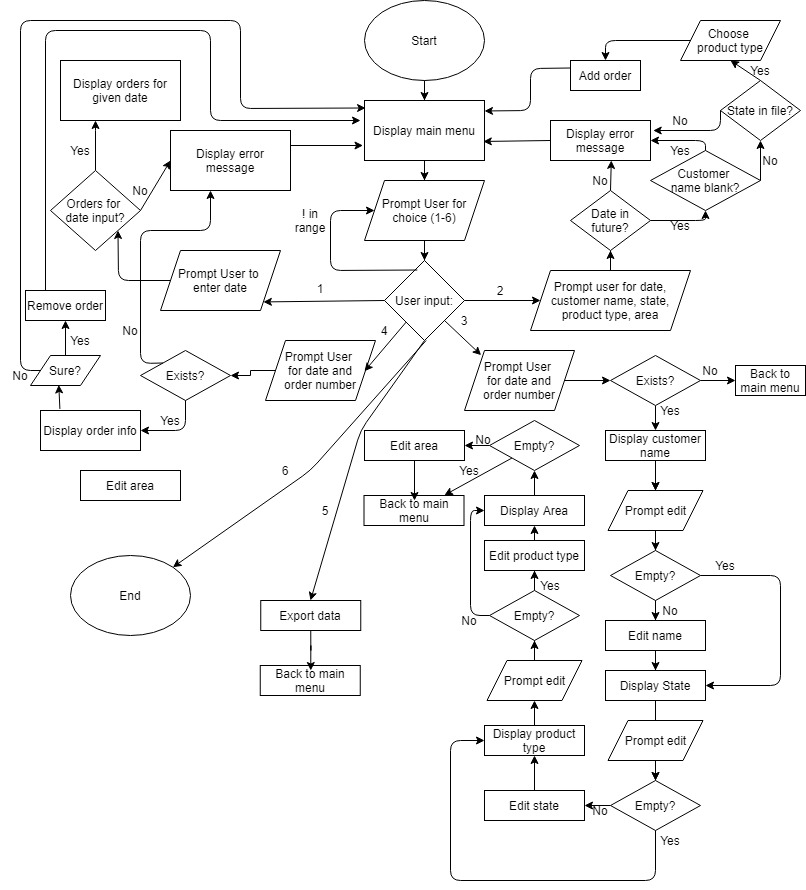 Start
Choose
product type
Yes
Add order
Display orders for
given date
State in file?
No
Display main menu
Display error
message
Yes
No
Display error
message
Yes
Customer
name blank?
No
Orders for
date input?
No
Prompt User for
choice (1-6)
! in
range
Date in
future?
Yes
Prompt User to
enter date
1
User input:
2
Prompt user for date,
customer name, state,
product type, area
Remove order
No
4
3
Yes
Sure?
No
Exists?
Prompt User
for date and
order number
Prompt User
for date and
order number
Exists?
No
Back to
main menu
Yes
Yes
Display order info
Edit area
Edit area
No
Empty?
Yes
Display customer
name
6
5
Back to main
menu
Display Area
Prompt edit
Edit product type
Yes
Empty?
Yes
End
Export data
No
Empty?
No
Edit name
Back to main
menu
Prompt edit
Display State
Display product
type
Prompt edit
Edit state
No
Empty?
Yes